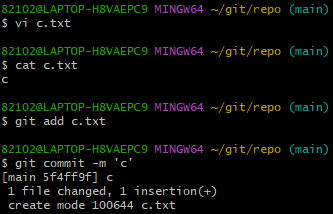 82102@LAPTOP-H8VAEPC9 MINGW64 ~/git/repo (main)
$ vi c.txt
82102@LAPTOP-H8VAEPC9 MINGW64 ~/git/repo (main)
$ cat c.txt
c
82102@LAPTOP-H8VAEPC9 MINGW64 ~/git/repo (main)
$ git add c.txt
82102@LAPTOP-H8VAEPC9 MINGW64 ~/git/repo (main)
$ git commit -m 'c'
[main 5f4ff9f] c
 1 file changed, 1 insertion(+)
 create mode 100644 c.txt